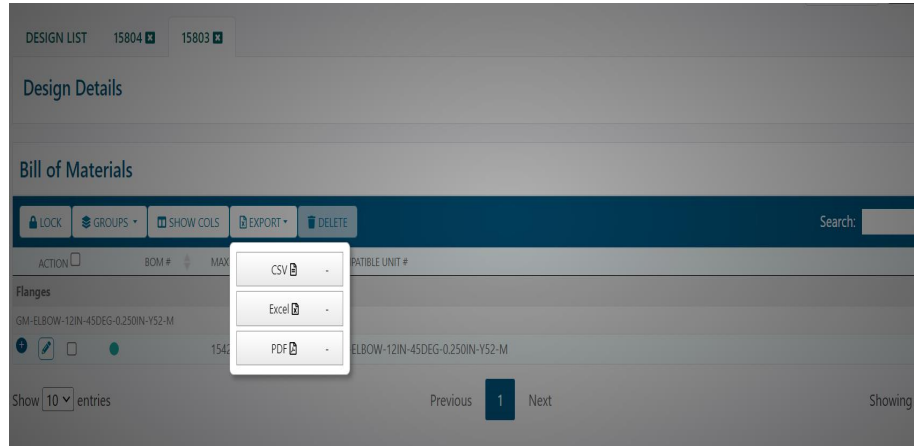 DESIGN LIST 15804 15803
Design Details
Bill of Materials
LOCK GROUPS SHOW COLS EXPORT DELETE Search:
ACTION BOM # MAX PATIBLE UNIT #
CSV -
Flanges
Excel -
GM-ELBOW-12IN-45DEG-0.250IN-Y52-M
1542 ELBOW-12IN-45DEG-0.250IN-Y52-M
PDF -
Show 10 entries Previous 1 Next Showing